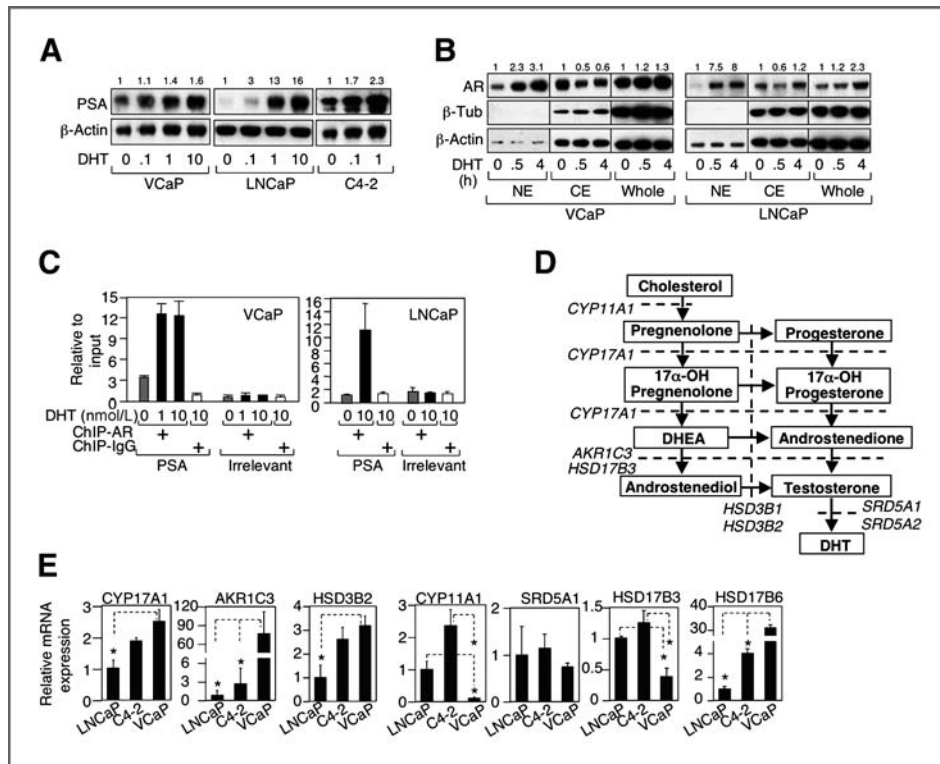 A
1 1.1 1.4 1.6 1 3 13 16 1 1.7 2.3
PSA
β-Actin
DHT 0 .1 1 10 0 .1 1 10 0 .1 1
VCaP LNCaP C4-2
B
1 2.3 3.1 1 0.5 0.6 1 1.2 1.3 1 7.5 8 1 0.6 1.2 1 1.2 2.3
AR
β-Tub
β-Actin
DHT 0 .5 4 0 .5 4 0 .5 4 0 .5 4 0 .5 4 0 .5 4
(h)
NE CE Whole NE CE Whole
VCaP LNCaP
C
Relative to
input
15
12
9
6
3
0
VCaP
16
14
12
10
8
6
4
2
0
LNCaP
DHT (nmol/L) 0 1 10 10 0 1 10 10 0 10 10 0 10 10
ChIP-AR + + + +
ChIP-IgG + + + +
PSA Irrelevant PSA Irrelevant
D
Cholesterol
CYP11A1
Pregnenolone Progesterone
CYP17A1
17α-OH 17α-OH
Pregnenolone Progesterone
CYP17A1
DHEA Androstenedione
AKR1C3
HSD17B3
Androstenediol Testosterone
HSD3B1 SRD5A1
HSD3B2 SRD5A2
DHT
E
Relative mRNA
expression
CYP17A1
3
2
1
0
*
LNCaP C4-2 VCaP
AKR1C3
120
90
60
30
6
4
2
0
* *
LNCaP C4-2 VCaP
HSD3B2
4
3
2
1
0
*
LNCaP C4-2 VCaP
CYP11A1
3
2
1
0
* *
LNCaP C4-2 VCaP
SRD5A1
2
1
0
LNCaP C4-2 VCaP
HSD17B3
1.5
1
0.5
0
* *
LNCaP C4-2 VCaP
HSD17B6
30
6
4
2
0
* *
LNCaP C4-2 VCaP